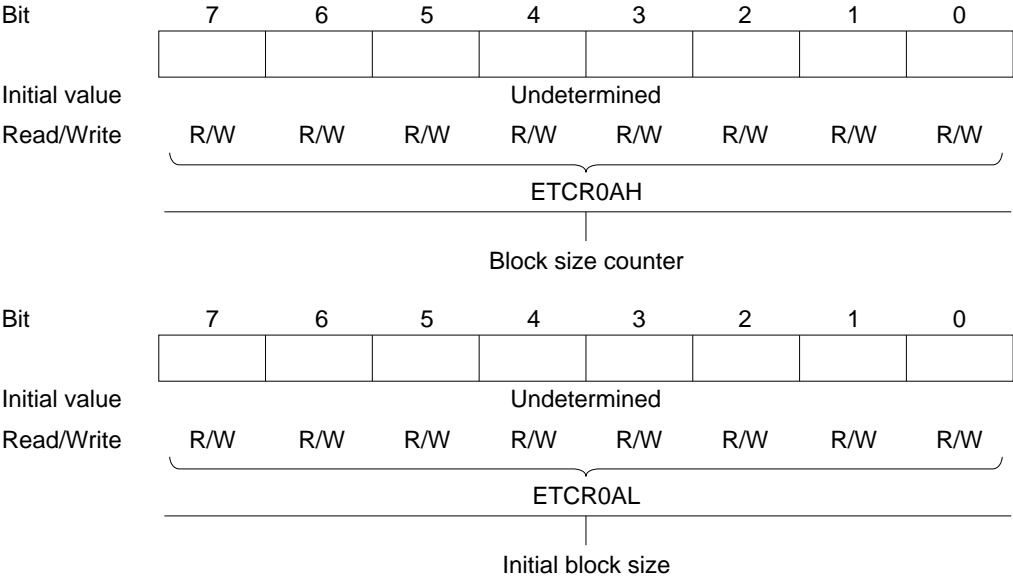 Bit 7 6 5 4 3 2 1 0
Initial value Undetermined
Read/Write R/W R/W R/W R/W R/W R/W R/W R/W
ETCR0AH
Block size counter
Bit 7 6 5 4 3 2 1 0
Initial value Undetermined
Read/Write R/W R/W R/W R/W R/W R/W R/W R/W
ETCR0AL
Initial block size